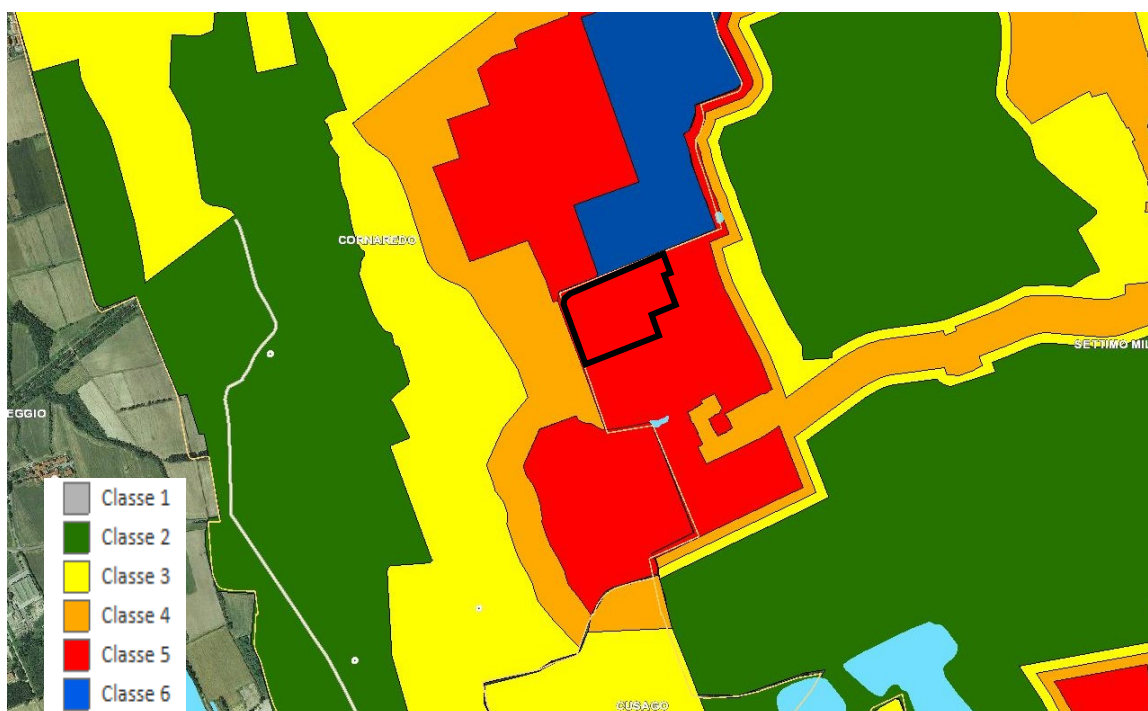 CORNAREDO
SETTIMO MIL
EGGIO
Classe 1
Classe 2
Classe 3
Classe 4
Classe 5
Classe 6
CUSAGO